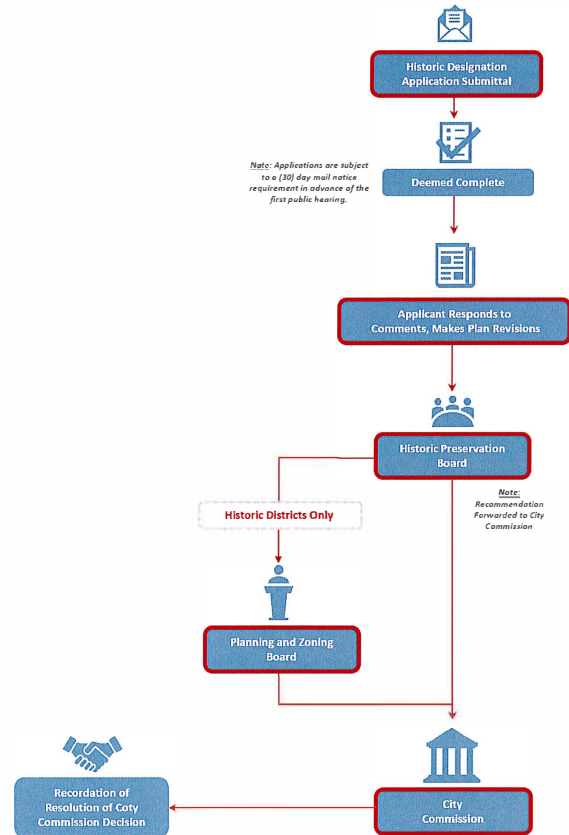 Historic Designation
Application Submittal
Note: Applications are subject
to a (30) day mail notice
requirement in advance of the
first public hearing.
Deemed Complete
Applicant Responds to
Comments, Makes Plan Revisions
Historic Preservation
Board
Note:
Recommendation
Forwarded to City
Commission
Historic Districts Only
Planning and Zoning
Board
Recordation of
Resolution of Coty
Commission Decision
City
Commission